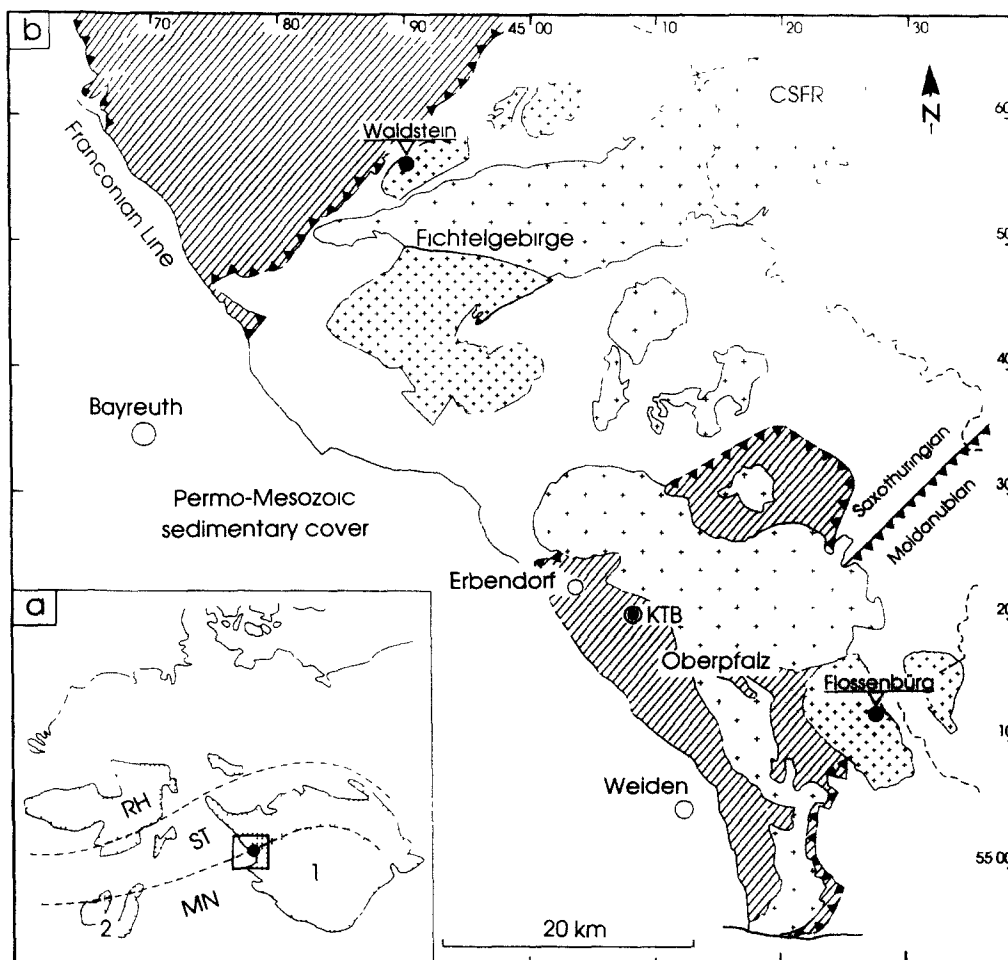 b
70
80
90
45 00
10
20
30
CSFR
N
60
Waldstein
Franconian Line
50
Fichtelgebirge
40
Bayreuth
Saxothuringian
Moldanubian
30
Permo-Mesozoic
sedimentary cover
Erbendorf
a
KTB
20
Oberpfalz
Flossenbürg
10
Weiden
RH
ST
1
MN
2
55 00
20 km